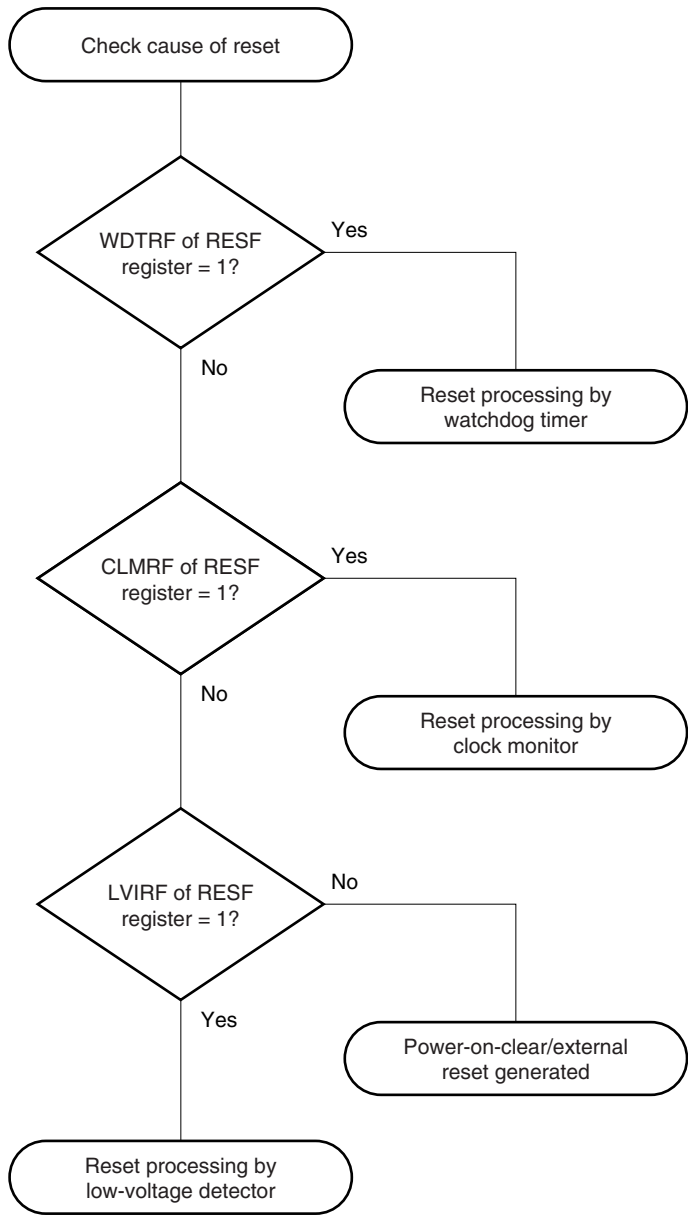 Check cause of reset
WDTRF of RESF
register = 1?
Yes
No
Reset processing by
watchdog timer
CLMRF of RESF
register = 1?
Yes
No
Reset processing by
clock monitor
LVIRF of RESF
register = 1?
No
Yes
Power-on-clear/external
reset generated
Reset processing by
low-voltage detector